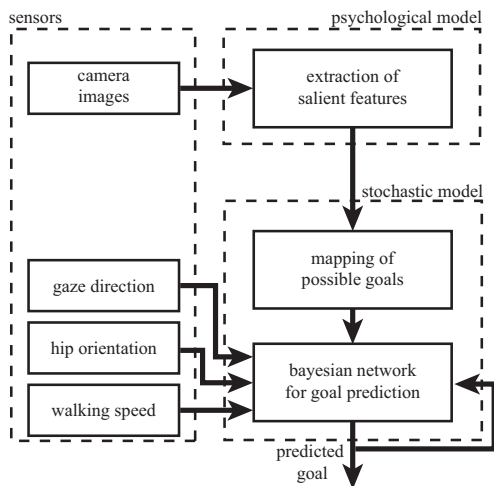 sensors
psychological model
camera
images
extraction of
salient features
stochastic model
mapping of
possible goals
gaze direction
hip orientation
walking speed
bayesian network
for goal prediction
predicted
goal